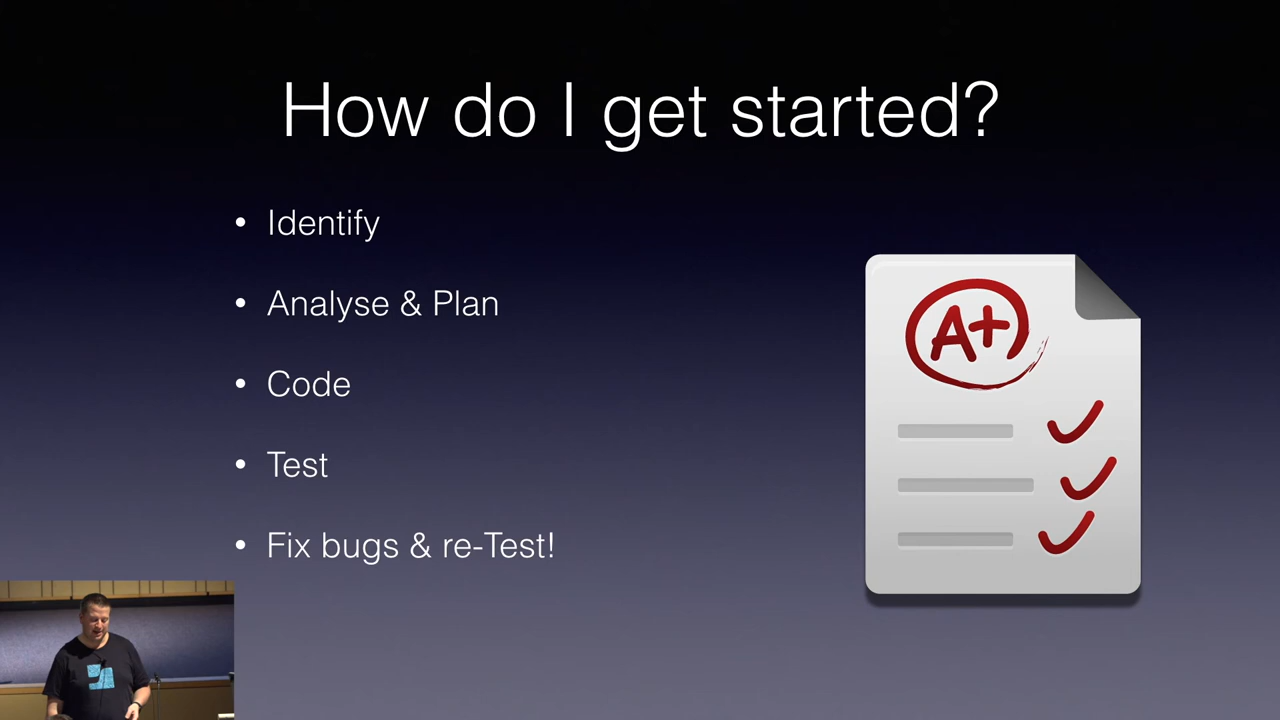 How do I get started?
• Identify
• Analyse & Plan
• Code
• Test
• Fix bugs & re-Test!
A+